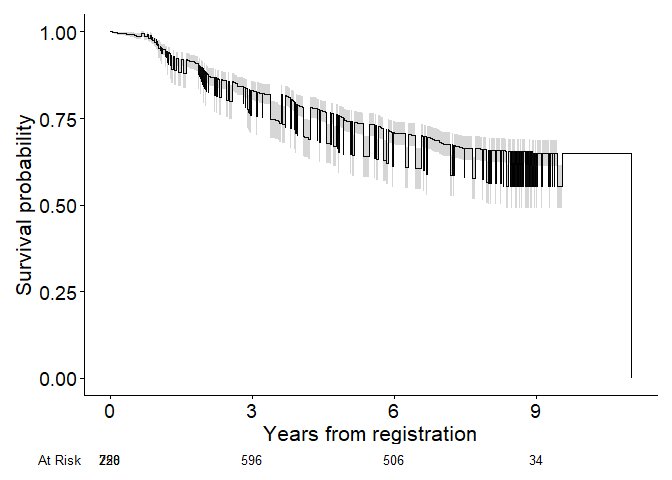 Survival probability
1.00
0.75
0.50
0.25
0.00
0 3 6 9
Years from registration
At Risk 596 506 34